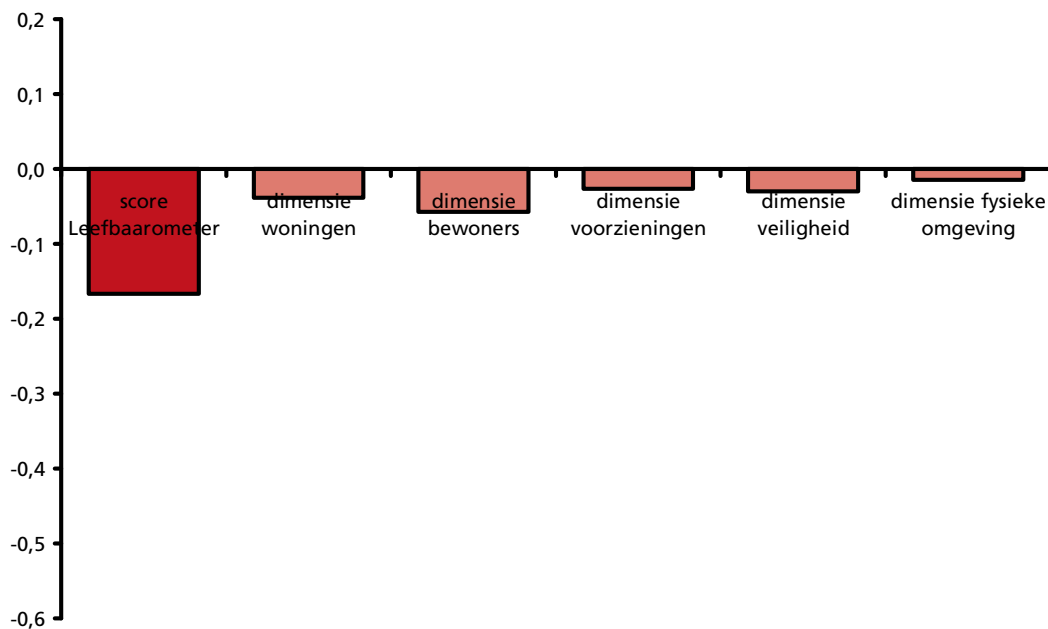 0,2
0,1
0,0
-0,1
-0,2
-0,3
-0,4
-0,5
-0,6
score
Leefbaarometer
dimensie
woningen
dimensie
bewoners
dimensie
voorzieningen
dimensie
veiligheid
dimensie fysieke
omgeving